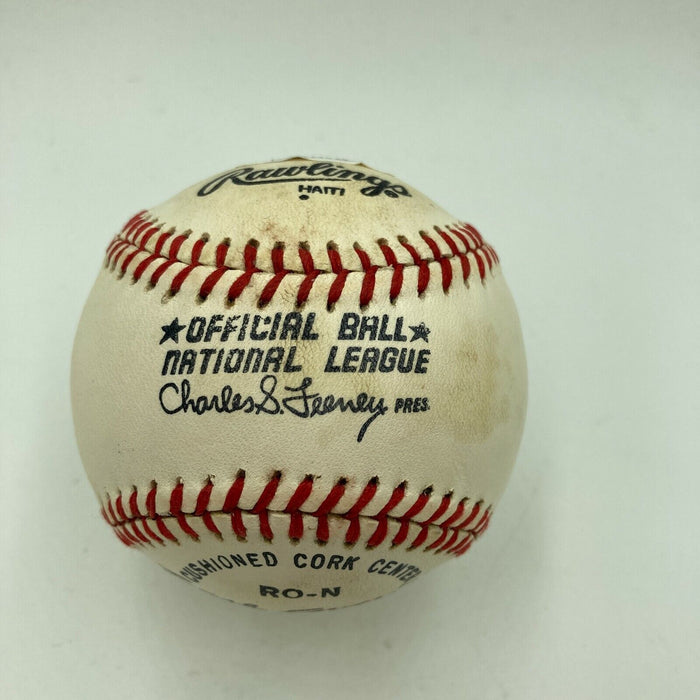 Rawlings
HAITI
★OFFICIAL BALL★
NATIONAL LEAGUE
Charles S. Feeney PRES.
CUSHIONED CORK CENTER
RO-N